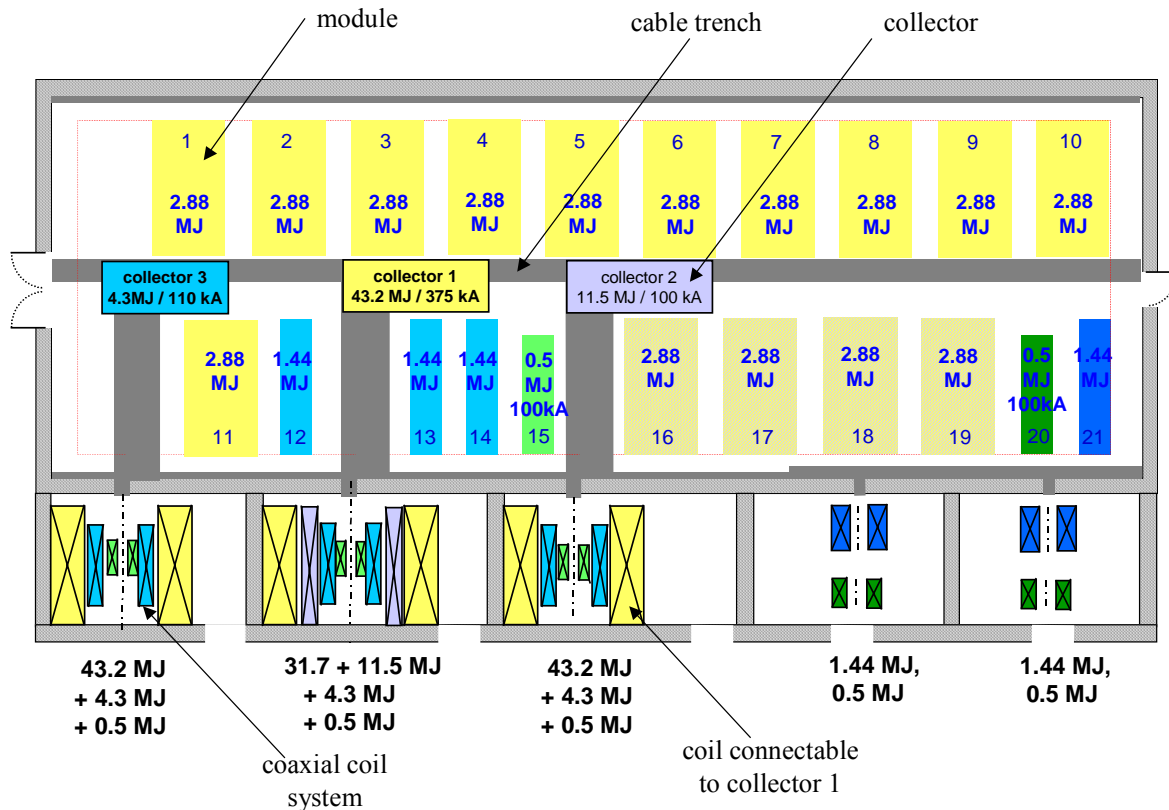 module
cable trench
collector
1
2
3
4
5
6
7
8
9
10
2.88
MJ
2.88
MJ
2.88
MJ
2.88
MJ
2.88
MJ
2.88
MJ
2.88
MJ
2.88
MJ
2.88
MJ
2.88
MJ
collector 3
4.3MJ / 110 kA
collector 1
43.2 MJ / 375 kA
collector 2
11.5 MJ / 100 kA
2.88
MJ
11
1.44
MJ
12
1.44
MJ
13
1.44
MJ
14
0.5
MJ
100kA
15
2.88
MJ
16
2.88
MJ
17
2.88
MJ
18
2.88
MJ
19
0.5
MJ
100kA
20
1.44
MJ
21
43.2 MJ
+ 4.3 MJ
+ 0.5 MJ
31.7 + 11.5 MJ
+ 4.3 MJ
+ 0.5 MJ
43.2 MJ
+ 4.3 MJ
+ 0.5 MJ
1.44 MJ,
0.5 MJ
1.44 MJ,
0.5 MJ
coaxial coil
system
coil connectable
to collector 1